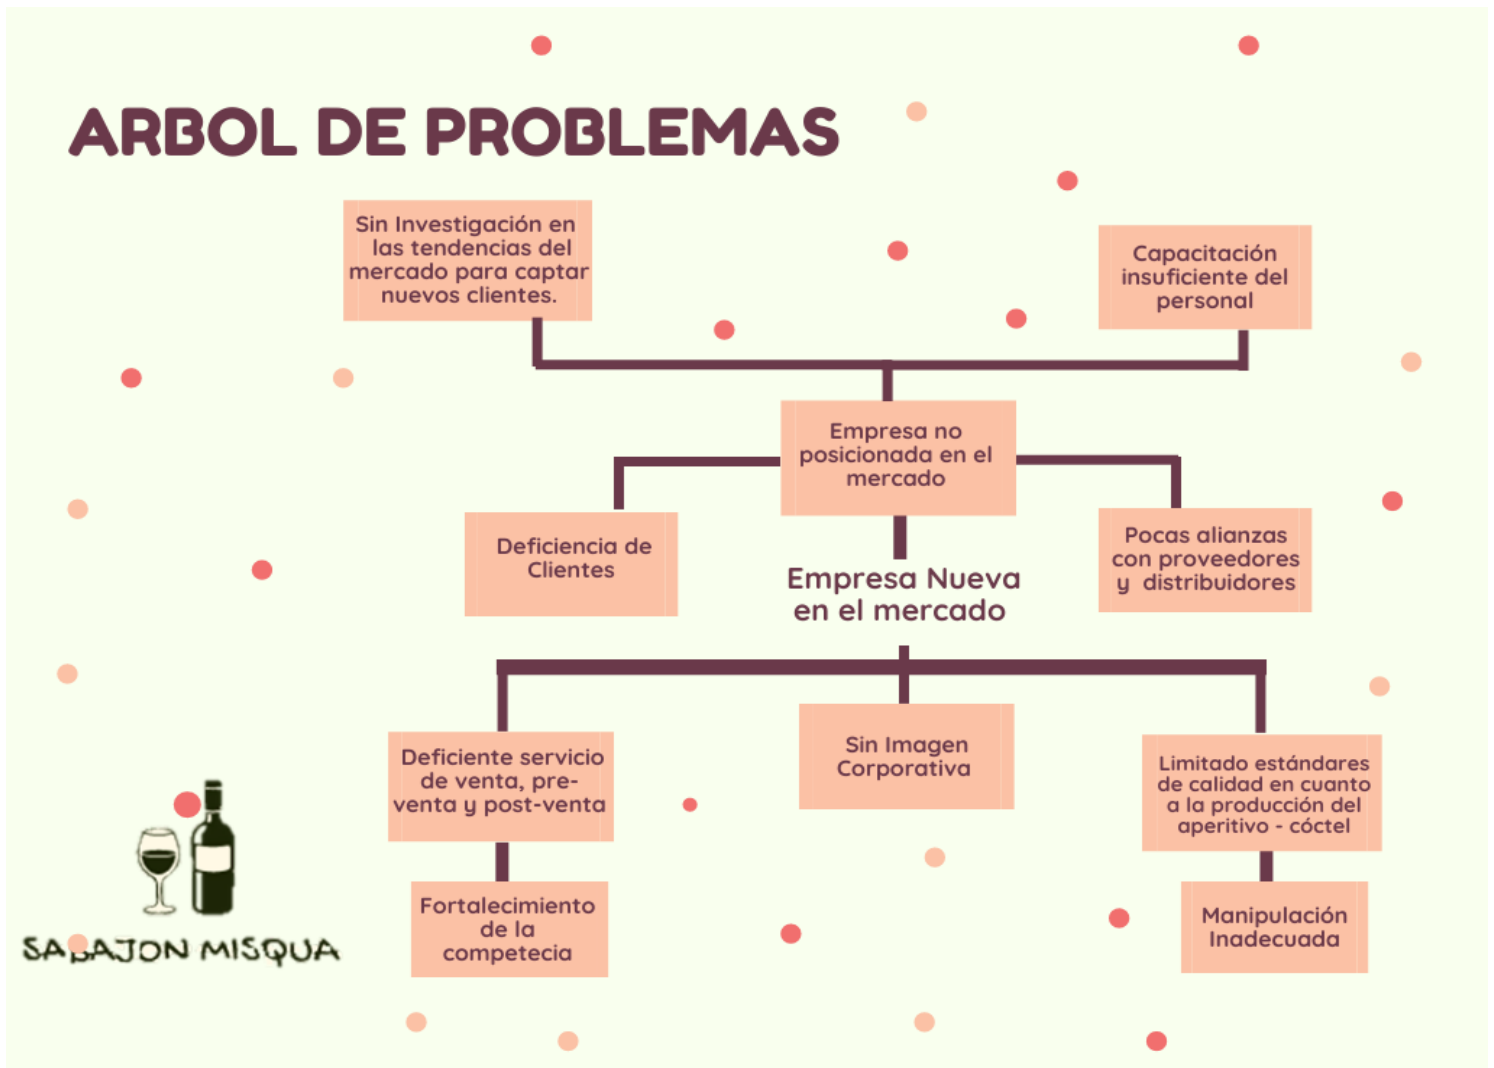 ARBOL DE PROBLEMAS
Sin Investigación en
las tendencias del
mercado para captar
nuevos clientes.
Capacitación
insuficiente del
personal
Empresa no
posicionada en el
mercado
Deficiencia de
Clientes
Pocas alianzas
con proveedores
y distribuidores
Empresa Nueva
en el mercado
Deficiente servicio
de venta, pre-
venta y post-venta
Sin Imagen
Corporativa
Limitado estándares
de calidad en cuanto
a la producción del
aperitivo - cóctel
Fortalecimiento
de la
competecia
Manipulación
Inadecuada
SABAJON MISQUA